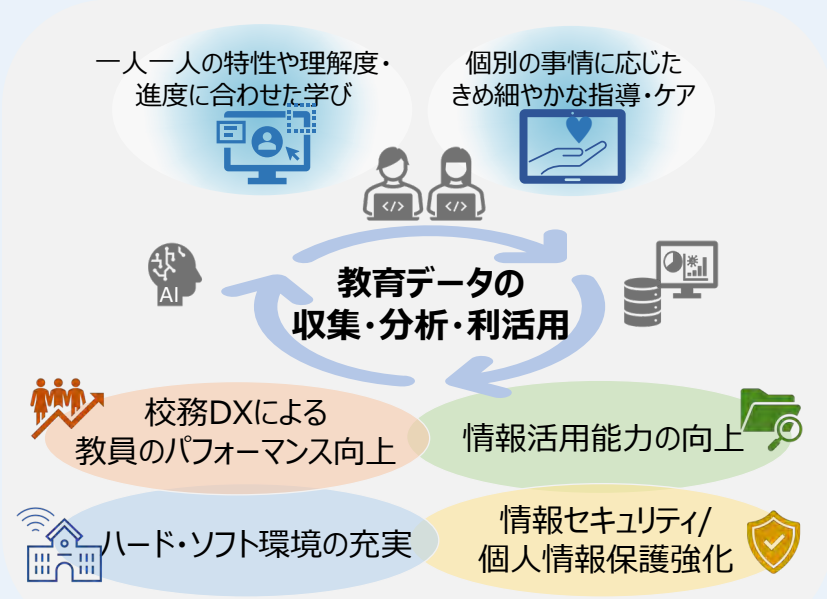 一人一人の特性や理解度・
進度に合わせた学び
個別の事情に応じた
きめ細やかな指導・ケア
</>
</>
AI
教育データの
収集・分析・利活用
校務DXによる
教員のパフォーマンス向上
情報活用能力の向上
ハード・ソフト環境の充実
情報セキュリティ/
個人情報保護強化